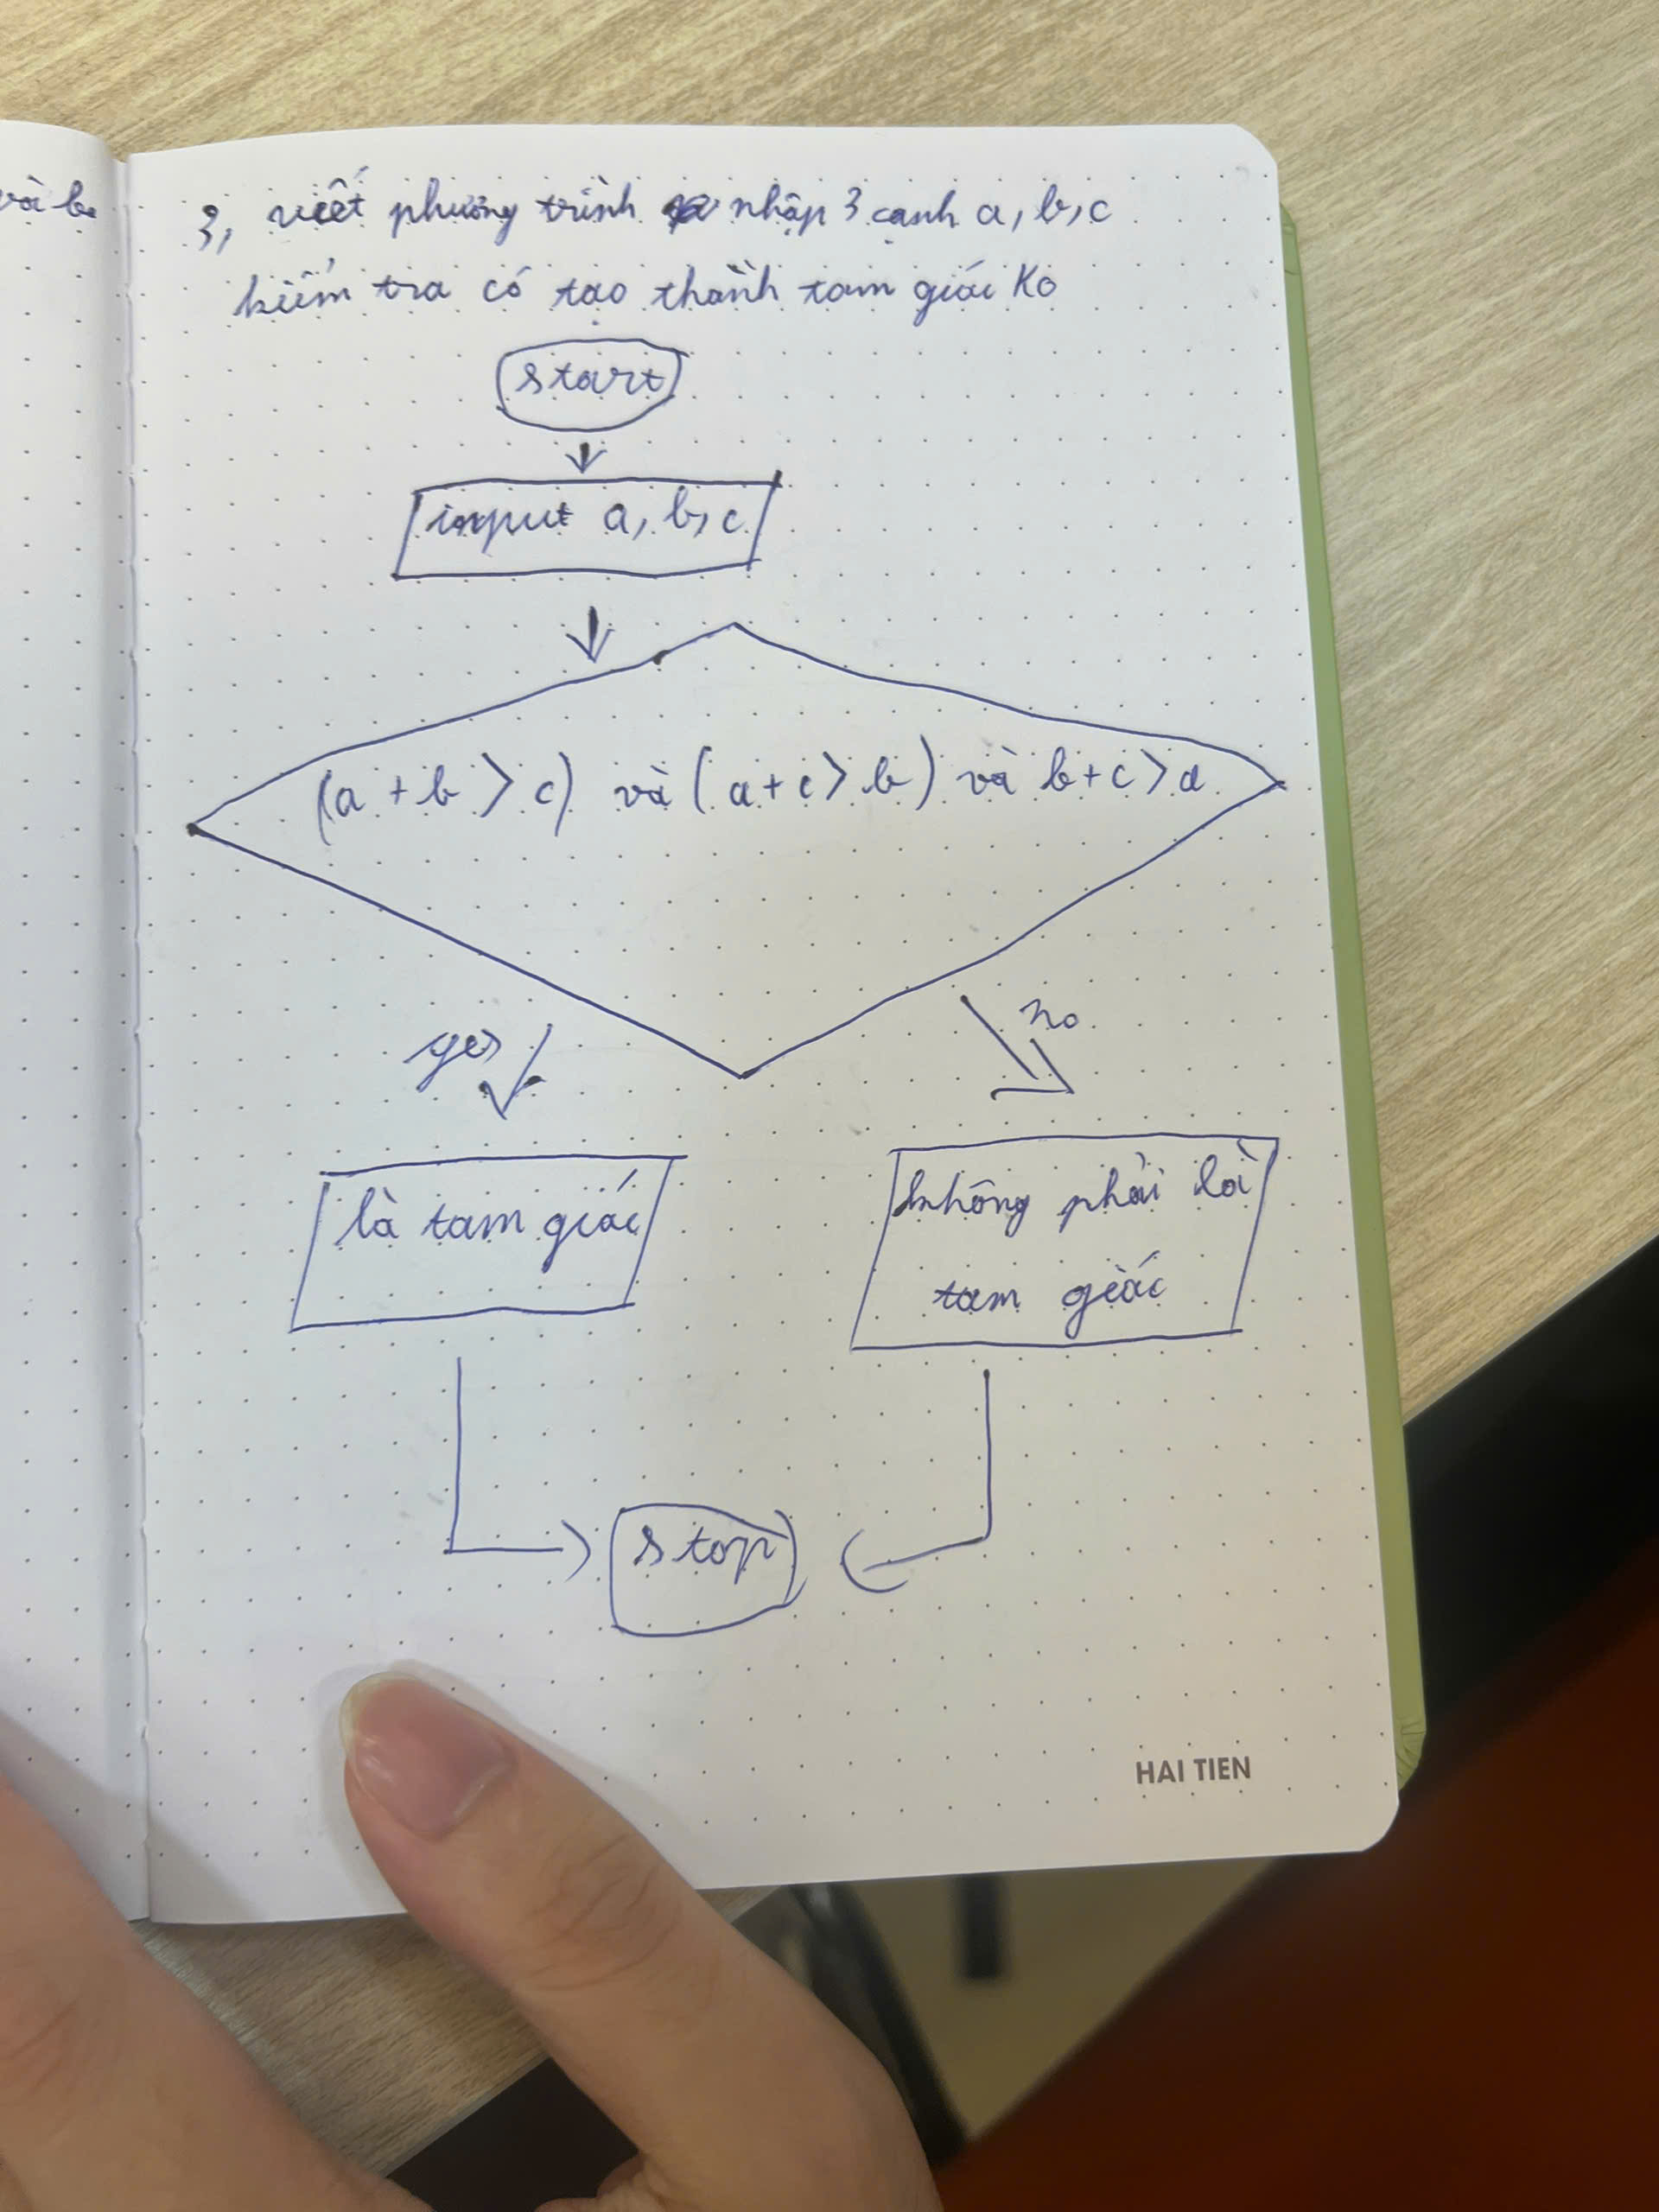 và b
3, viết phương trình nhập 3 cạnh a, b, c
kiểm tra có tạo thành tam giác Ko
start
input a, b, c
(a + b > c) và (a + c > b) và b + c > a
yes
no
là tam giác
không phải là
tam giác
stop
HAI TIEN